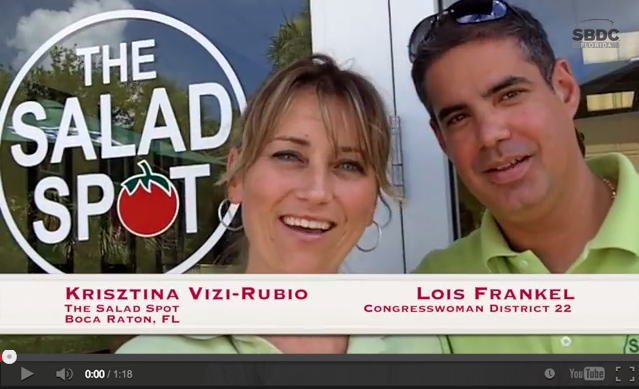 SBDC
FLORIDA
THE
SALAD
SPOT
KRISZTINA VIZI-RUBIO
THE SALAD SPOT
BOCA RATON, FL
LOIS FRANKEL
CONGRESSWOMAN DISTRICT 22
0:00 / 1:18
YouTube